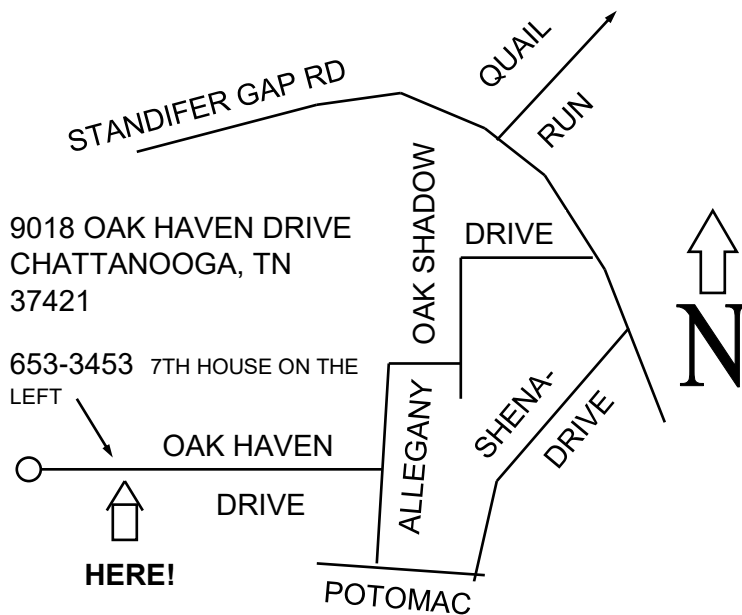 QUAIL
RUN
STANDIFER GAP RD
OAK SHADOW
DRIVE
9018 OAK HAVEN DRIVE
CHATTANOOGA, TN
37421
N
653-3453 7TH HOUSE ON THE
LEFT
SHENA-
DRIVE
ALLEGANY
OAK HAVEN
DRIVE
HERE!
POTOMAC